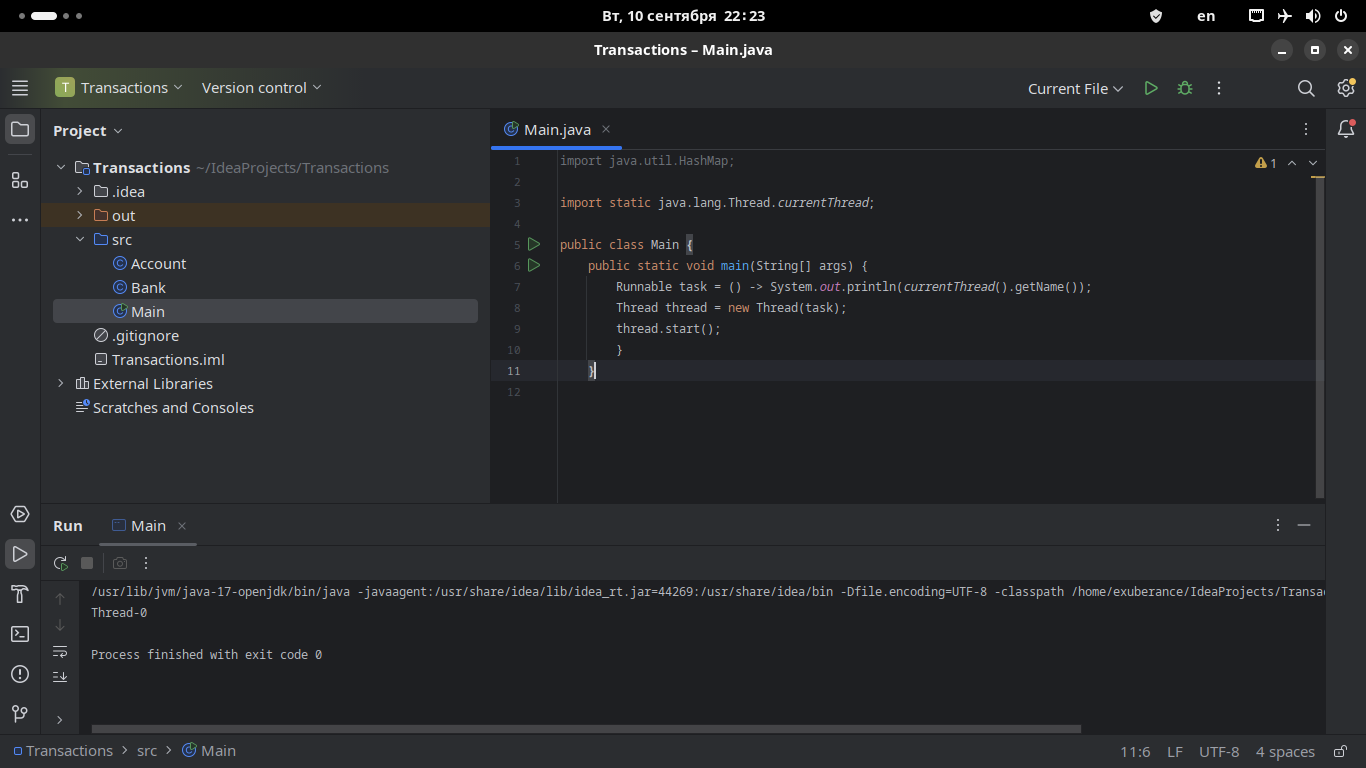 Вт, 10 сентября 22:23
en
Transactions – Main.java
T Transactions Version control Current File
Project
Main.java
Transactions ~/IdeaProjects/Transactions
.idea
out
src
Account
Bank
Main
.gitignore
Transactions.iml
External Libraries
Scratches and Consoles
1 import java.util.HashMap;
1
2
3 import static java.lang.Thread.currentThread;
4
5 public class Main {
6 public static void main(String[] args) {
7 Runnable task = () -> System.out.println(currentThread().getName());
8 Thread thread = new Thread(task);
9 thread.start();
10 }
11 }
12
Run Main
/usr/lib/jvm/java-17-openjdk/bin/java -javaagent:/usr/share/idea/lib/idea_rt.jar=44269:/usr/share/idea/bin -Dfile.encoding=UTF-8 -classpath /home/exuberance/IdeaProjects/Transac
Thread-0
Process finished with exit code 0
Transactions > src > Main 11:6 LF UTF-8 4 spaces